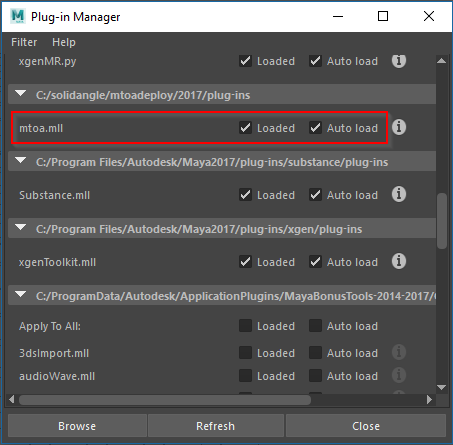 Plug-in Manager
Filter Help
xgenMR.py Loaded Auto load
C:/solidangle/mtoadeploy/2017/plug-ins
mtoa.mll Loaded Auto load
C:/Program Files/Autodesk/Maya2017/plug-ins/substance/plug-ins
Substance.mll Loaded Auto load
C:/Program Files/Autodesk/Maya2017/plug-ins/xgen/plug-ins
xgenToolkit.mll Loaded Auto load
C:/ProgramData/Autodesk/ApplicationPlugins/MayaBonusTools-2014-2017/
Apply To All: Loaded Auto load
3dsImport.mll Loaded Auto load
audioWave.mll Loaded Auto load
Browse Refresh Close